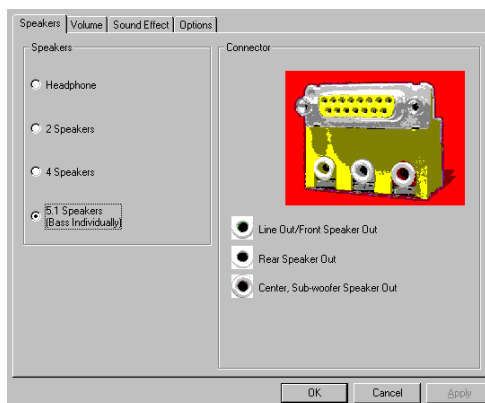 Speakers Volume Sound Effect Options
Speakers
Headphone
2 Speakers
4 Speakers
5.1 Speakers
(Bass Individually)
Connector
Line Out/Front Speaker Out
Rear Speaker Out
Center, Sub-woofer Speaker Out
OK Cancel Apply